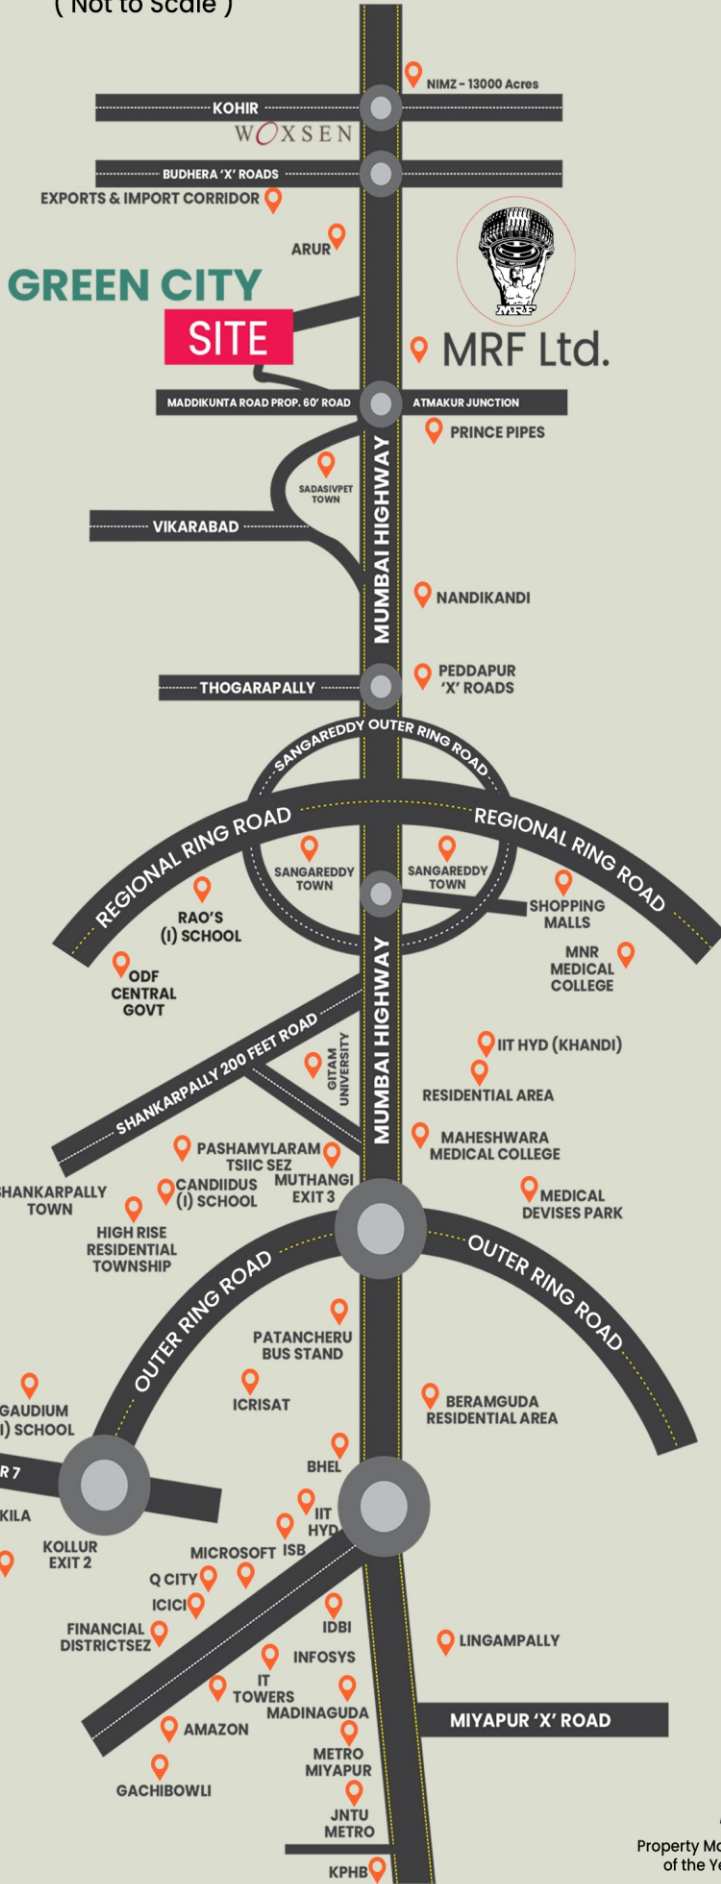 ( Not to Scale )
NIMZ - 13000 Acres
KOHIR
WOXSEN
BUDHERA ‘X’ ROADS
EXPORTS & IMPORT CORRIDOR
ARUR
GREEN CITY
SITE
MRF
MRF Ltd.
MADDIKUNTA ROAD PROP. 60’ ROAD
ATMAKUR JUNCTION
PRINCE PIPES
SADASIVPET
TOWN
MUMBAI HIGHWAY
VIKARABAD
NANDIKANDI
PEDDAPUR
‘X’ ROADS
THOGARAPALLY
SANGAREDDY OUTER RING ROAD
REGIONAL RING ROAD
REGIONAL RING ROAD
SANGAREDDY
TOWN
SANGAREDDY
TOWN
RAO’S
(I) SCHOOL
SHOPPING
MALLS
ODF
CENTRAL
GOVT
MNR
MEDICAL
COLLEGE
MUMBAI HIGHWAY
SHANKARPALLY 200 FEET ROAD
GITAM
UNIVERSITY
IIT HYD (KHANDI)
RESIDENTIAL AREA
MAHESHWARA
MEDICAL COLLEGE
PASHAMYLARAM
TSIIC SEZ
MUTHANGI
EXIT 3
CANDIIDUS
(I) SCHOOL
HANKARPALLY
TOWN
MEDICAL
DEVISES PARK
HIGH RISE
RESIDENTIAL
TOWNSHIP
OUTER RING ROAD
OUTER RING ROAD
PATANCHERU
BUS STAND
ICRISAT
GAUDIUM
I) SCHOOL
BERAMGUDA
RESIDENTIAL AREA
BHEL
R 7
KILA
KOLLUR
EXIT 2
IIT
HYD
ISB
MICROSOFT
Q CITY
ICICI
FINANCIAL
DISTRICTSEZ
IDBI
LINGAMPALLY
INFOSYS
IT
TOWERS
MADINAGUDA
MIYAPUR ‘X’ ROAD
AMAZON
METRO
MIYAPUR
GACHIBOWLI
JNTU
METRO
KPHB
Property Ma
of the Ye